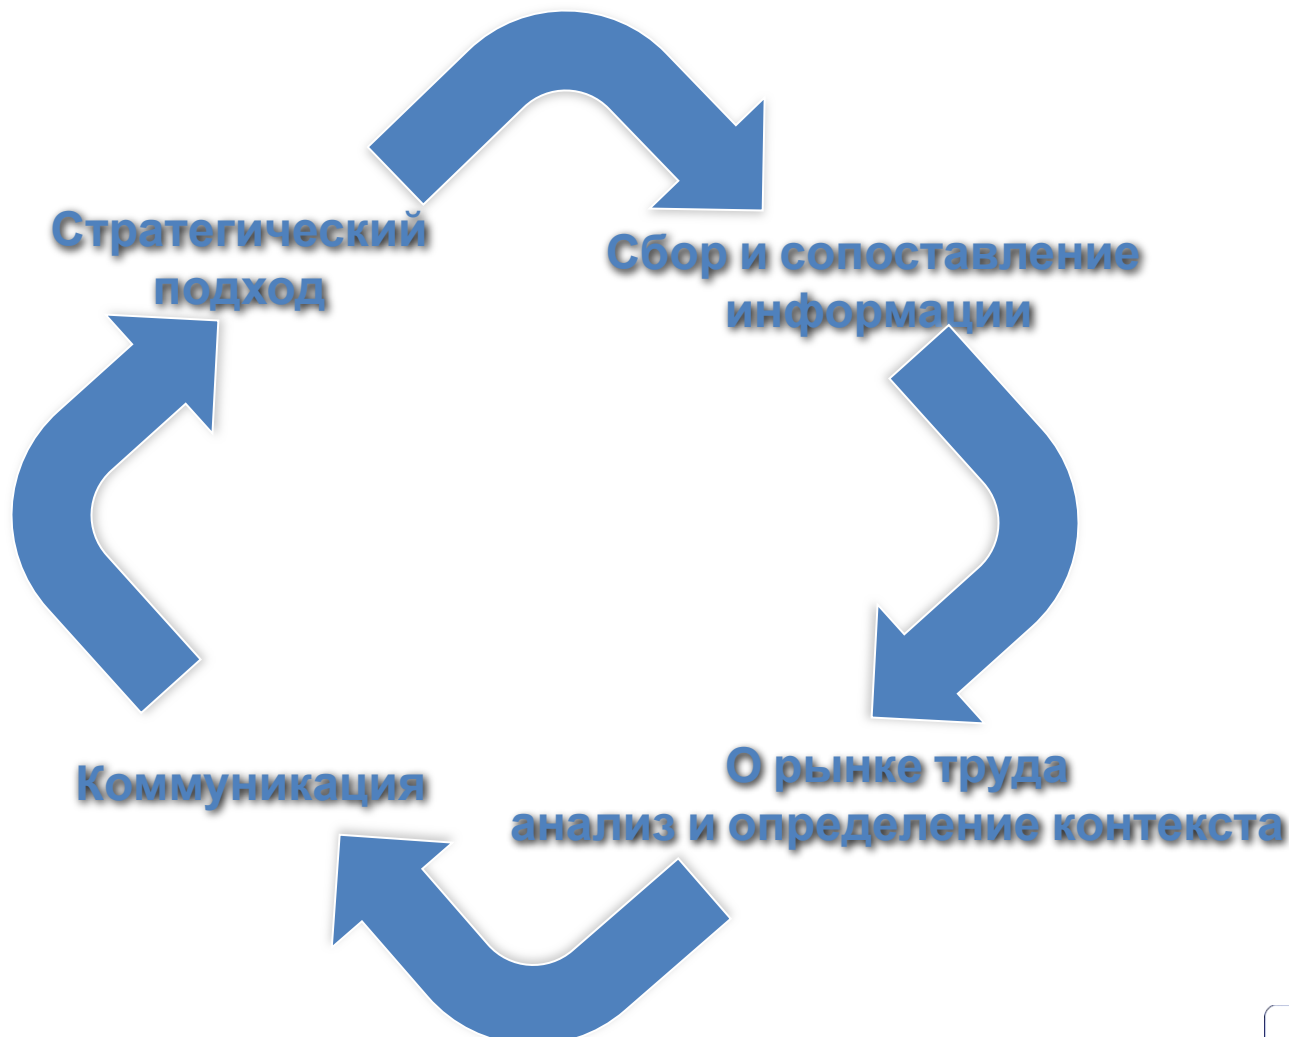 Стратегический
подход
Сбор и сопоставление
информации
О рынке труда
анализ и определение контекста
Коммуникация